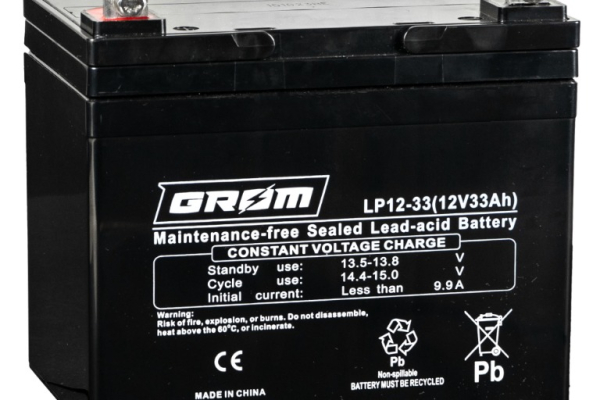 GRØM
LP12-33(12V33Ah)
Maintenance-free Sealed Lead-acid Battery
CONSTANT VOLTAGE CHARGE
Standby use: 13.5-13.8 V
Cycle use: 14.4-15.0 V
Initial current: Less than 9.9A
Warning:
Risk of fire, explosion, or burns. Do not disassemble,
heat above the 60°C, or incinerate.
CE
Pb
Pb
Non-spillable
BATTERY MUST BE RECYCLED
MADE IN CHINA